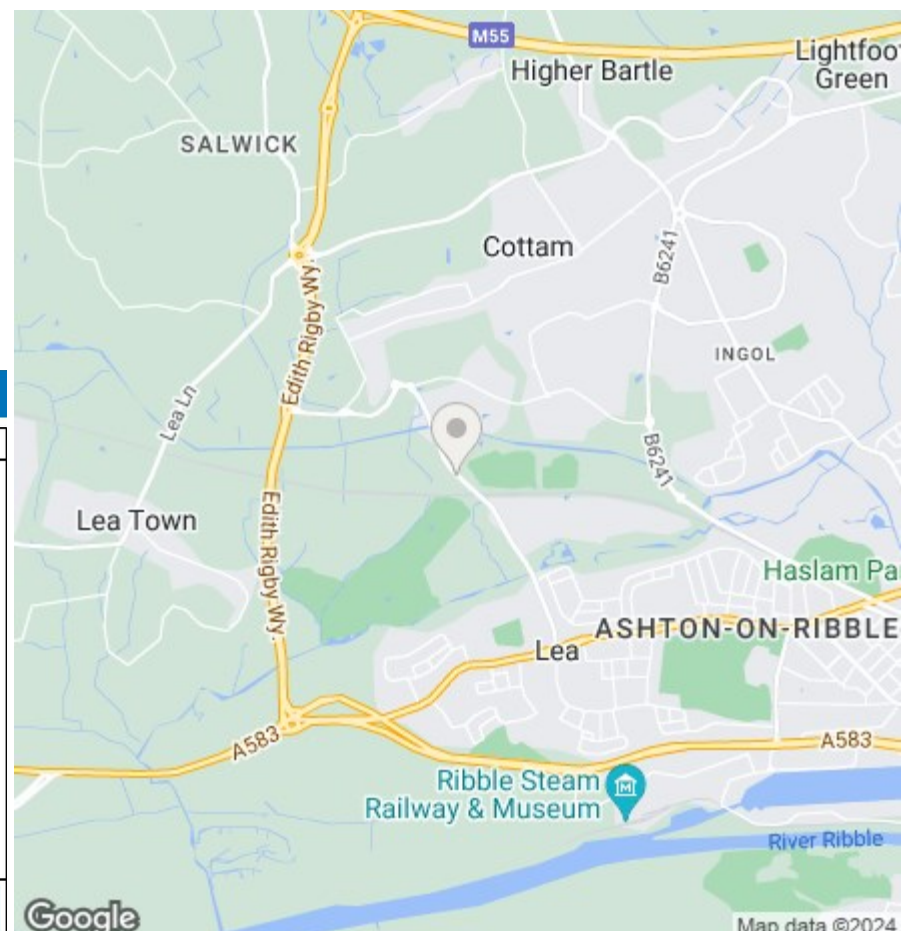 M55
Higher Bartle
Lightfoot
Green
SALWICK
Cottam
B6241
Edith Rigby Wy.
INGOL
Lea Ln
B6241
Lea Town
Edith Rigby Wy.
Haslam Pa
ASHTON-ON-RIBBLE
Lea
A583
A583
Ribble Steam
Railway & Museum
M
River Ribble
Google
Map data ©2024